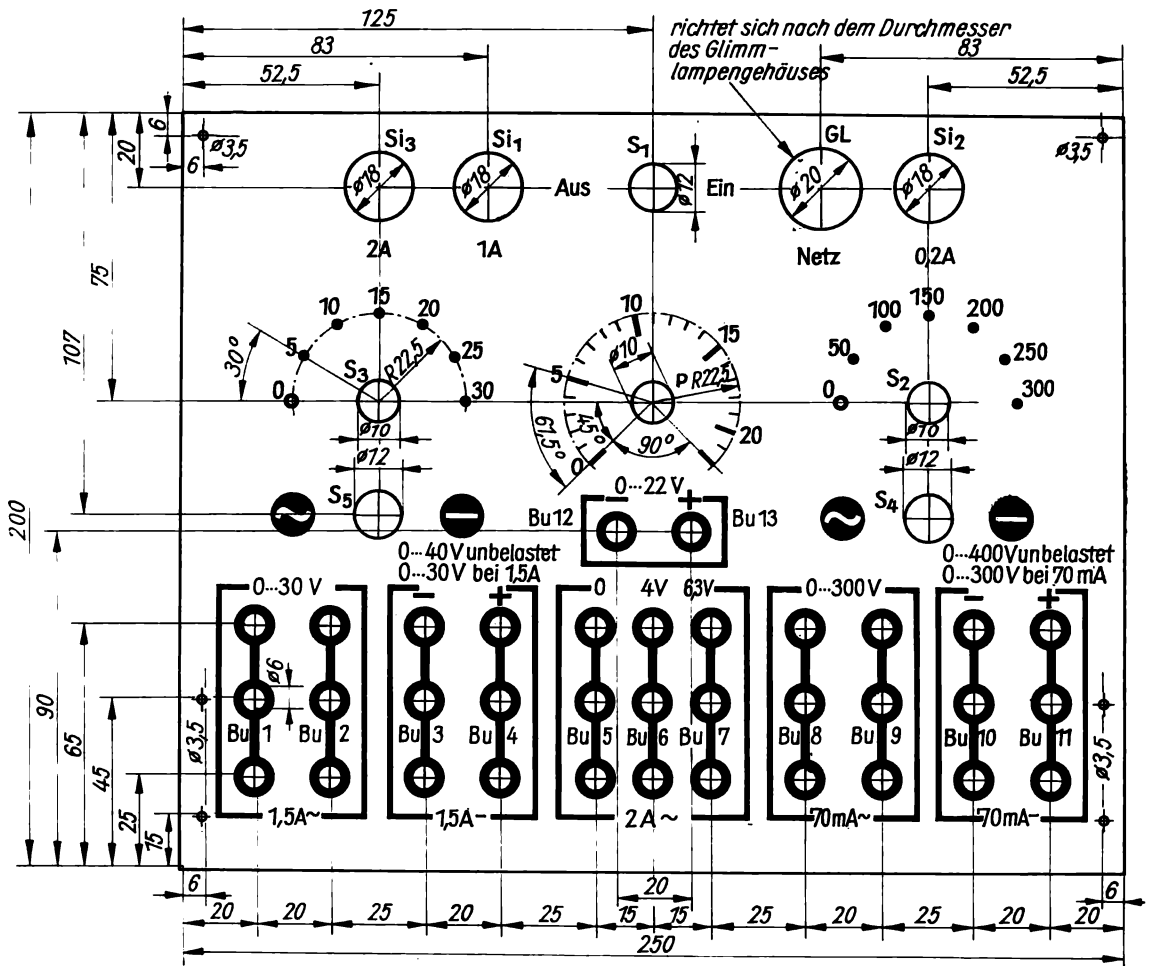 125
richtet sich nach dem Durchmesser
des Glimm-
lampengehäuses
83
83
52,5
52,5
6
20
6
ø3,5
Si3
Si1
S1
GL
Si2
ø3,5
ø18
ø18
ø12
ø20
ø18
Aus
Ein
2A
1A
Netz
0,2A
75
107
200
30°
0
5
10
15
20
25
30
S3
R22,5
ø10
ø12
0
5
10
15
20
ø10
P R22,5
67,5°
45°
90°
0
50
100
150
200
250
300
S2
ø10
ø12
S5
S4
0...22 V
− +
Bu 12
Bu 13
0...40 V unbelastet
0...30 V bei 1,5A
0...400 V unbelastet
0...300 V bei 70 mA
0...30 V
− +
0 4V 6,3V
0...300 V
− +
ø6
ø3,5
ø3,5
Bu 1
Bu 2
Bu 3
Bu 4
Bu 5
Bu 6
Bu 7
Bu 8
Bu 9
Bu 10
Bu 11
1,5A~
1,5A−
2A~
70mA~
70mA−
90
65
45
25
15
6
20
6
20
20
25
20
25
15
15
25
20
25
20
20
250